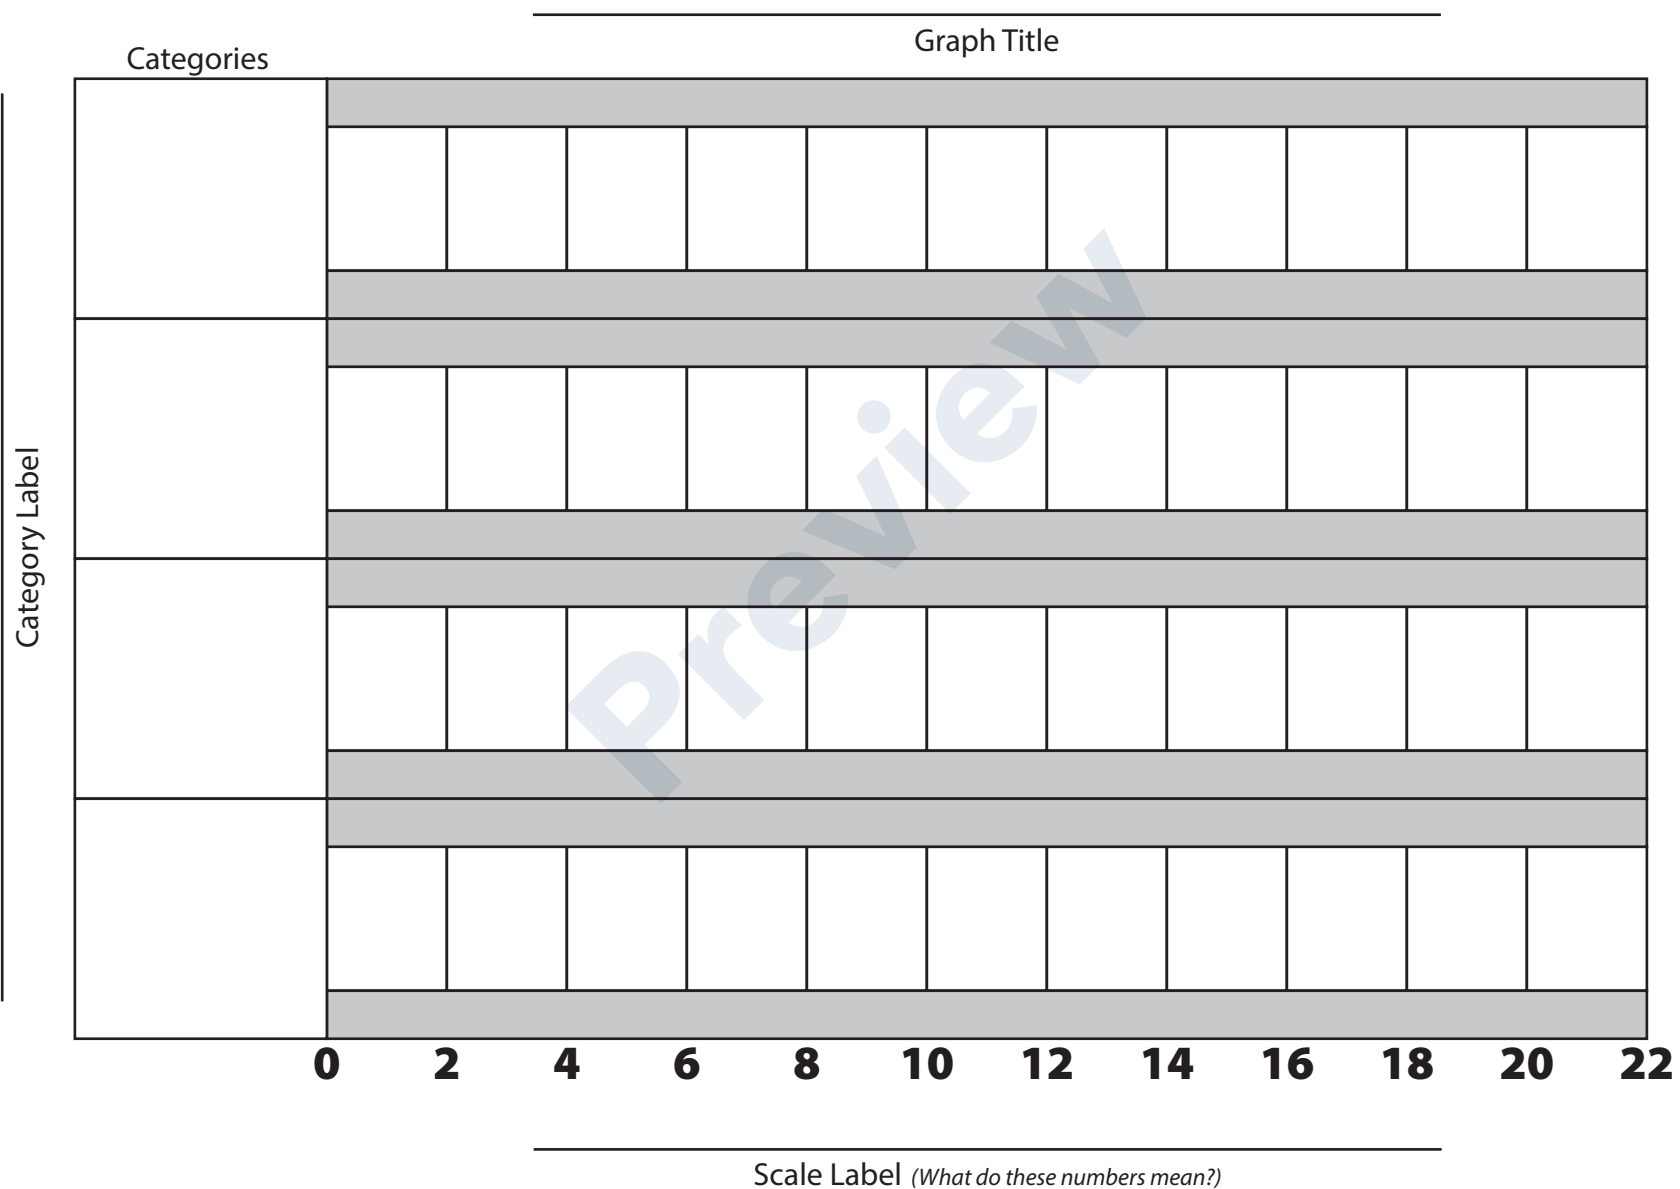 Graph Title
Categories
Category Label
Preview
0 2 4 6 8 10 12 14 16 18 20 22
Scale Label (What do these numbers mean?)